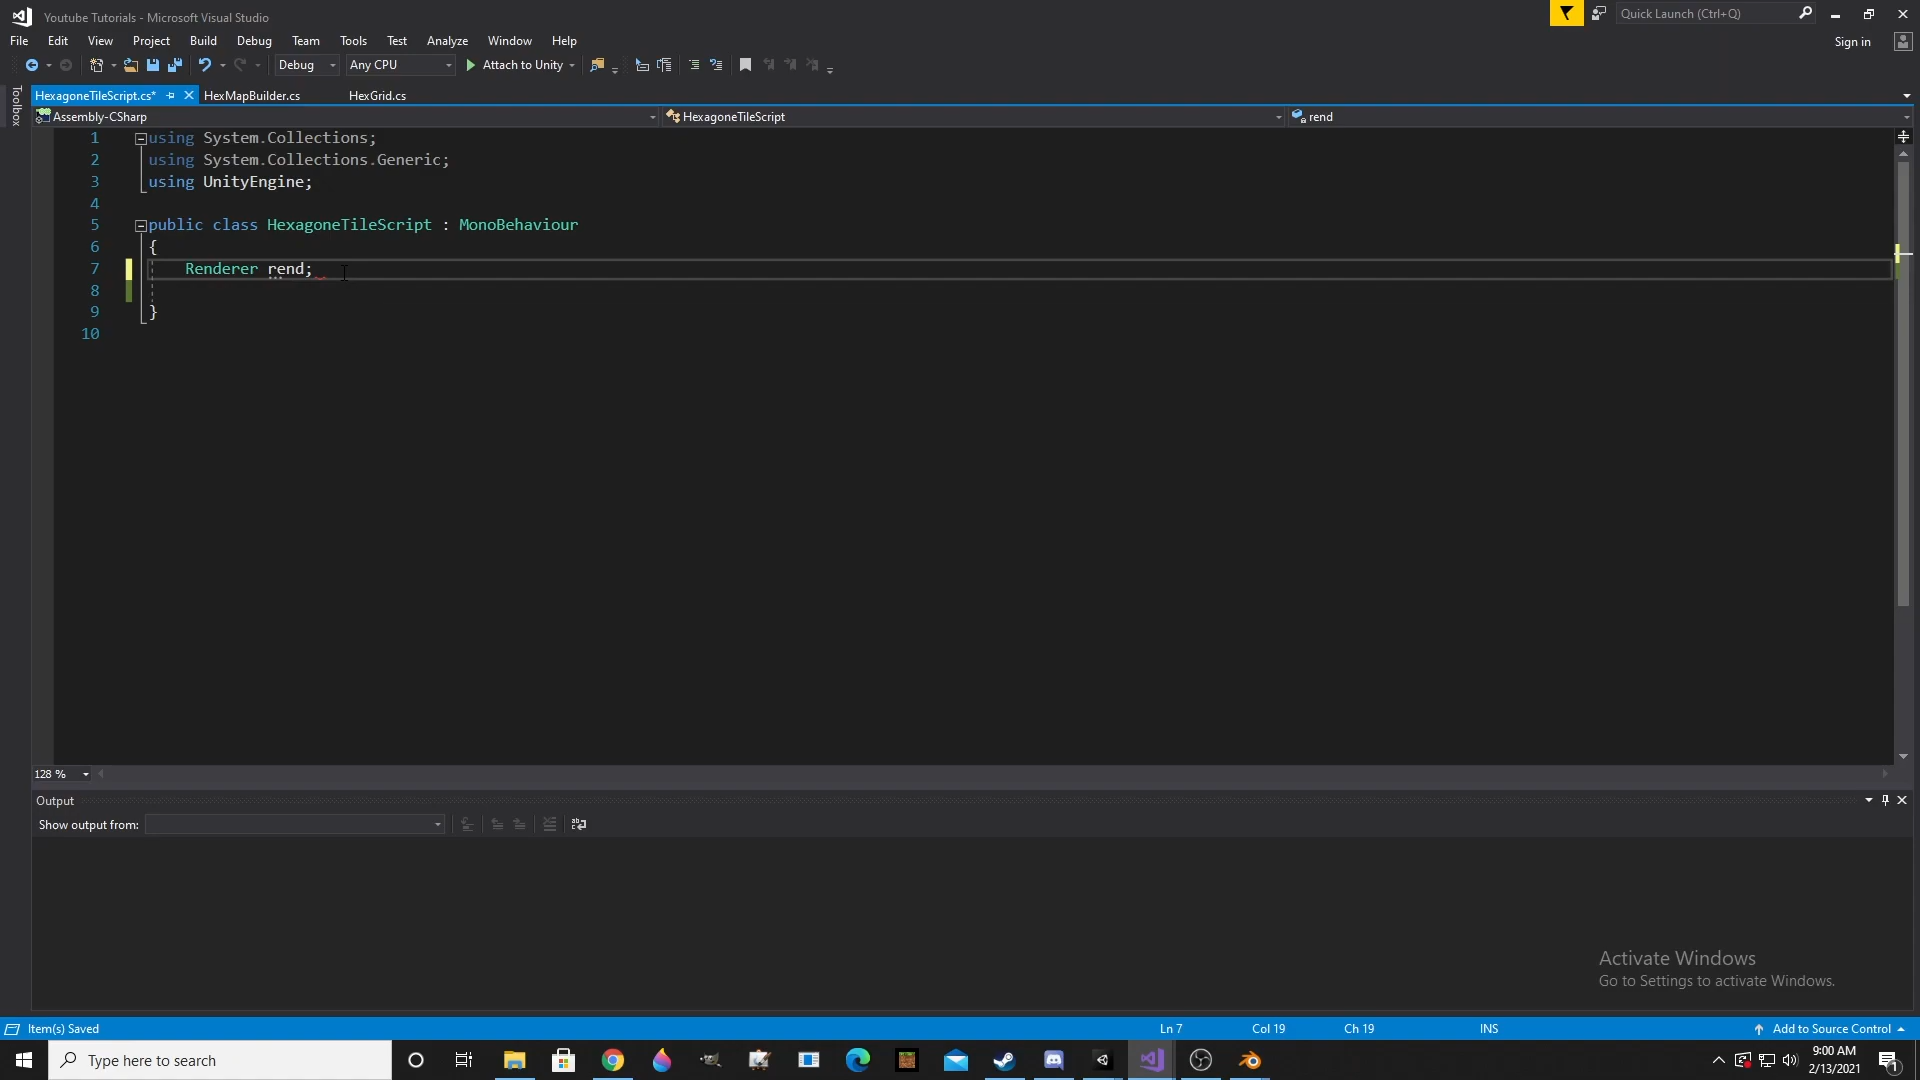 Youtube Tutorials - Microsoft Visual Studio
Quick Launch (Ctrl+Q)
File Edit View Project Build Debug Team Tools Test Analyze Window Help
Sign in
Debug Any CPU Attach to Unity
Toolbox
HexagoneTileScript.cs* HexMapBuilder.cs HexGrid.cs
Assembly-CSharp HexagoneTileScript rend
1 using System.Collections;
2 using System.Collections.Generic;
3 using UnityEngine;
4
5 public class HexagoneTileScript : MonoBehaviour
6 {
7 Renderer rend;
8
9 }
10
128 %
Output
Show output from:
Activate Windows
Go to Settings to activate Windows.
Item(s) Saved Ln 7 Col 19 Ch 19 INS Add to Source Control
Type here to search
9:00 AM
2/13/2021
1